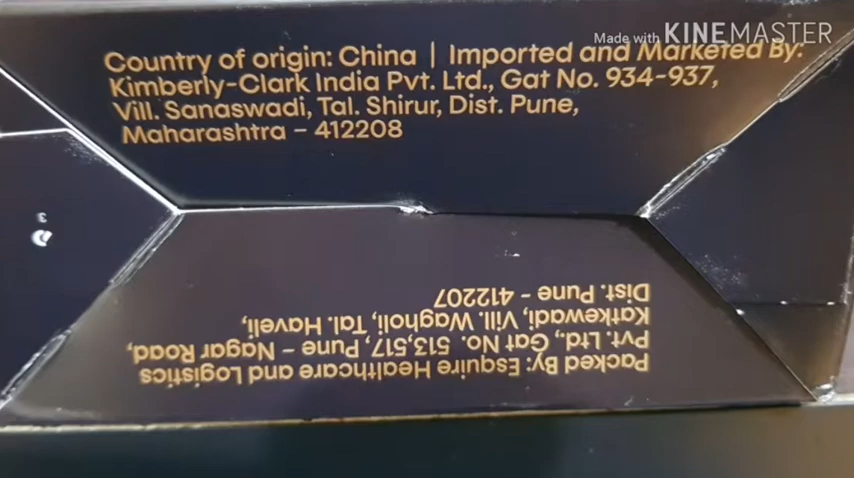 Made with KINEMASTER
Country of origin: China | Imported and Marketed By:
Kimberly-Clark India Pvt. Ltd., Gat No. 934-937,
Vill. Sanaswadi, Tal. Shirur, Dist. Pune,
Maharashtra – 412208
Packed By: Esquire Healthcare and Logistics
Pvt. Ltd., Gat No. 513,517, Pune – Nagar Road,
Katkewadi, Vill. Wagholi, Tal. Haveli,
Dist. Pune – 412207